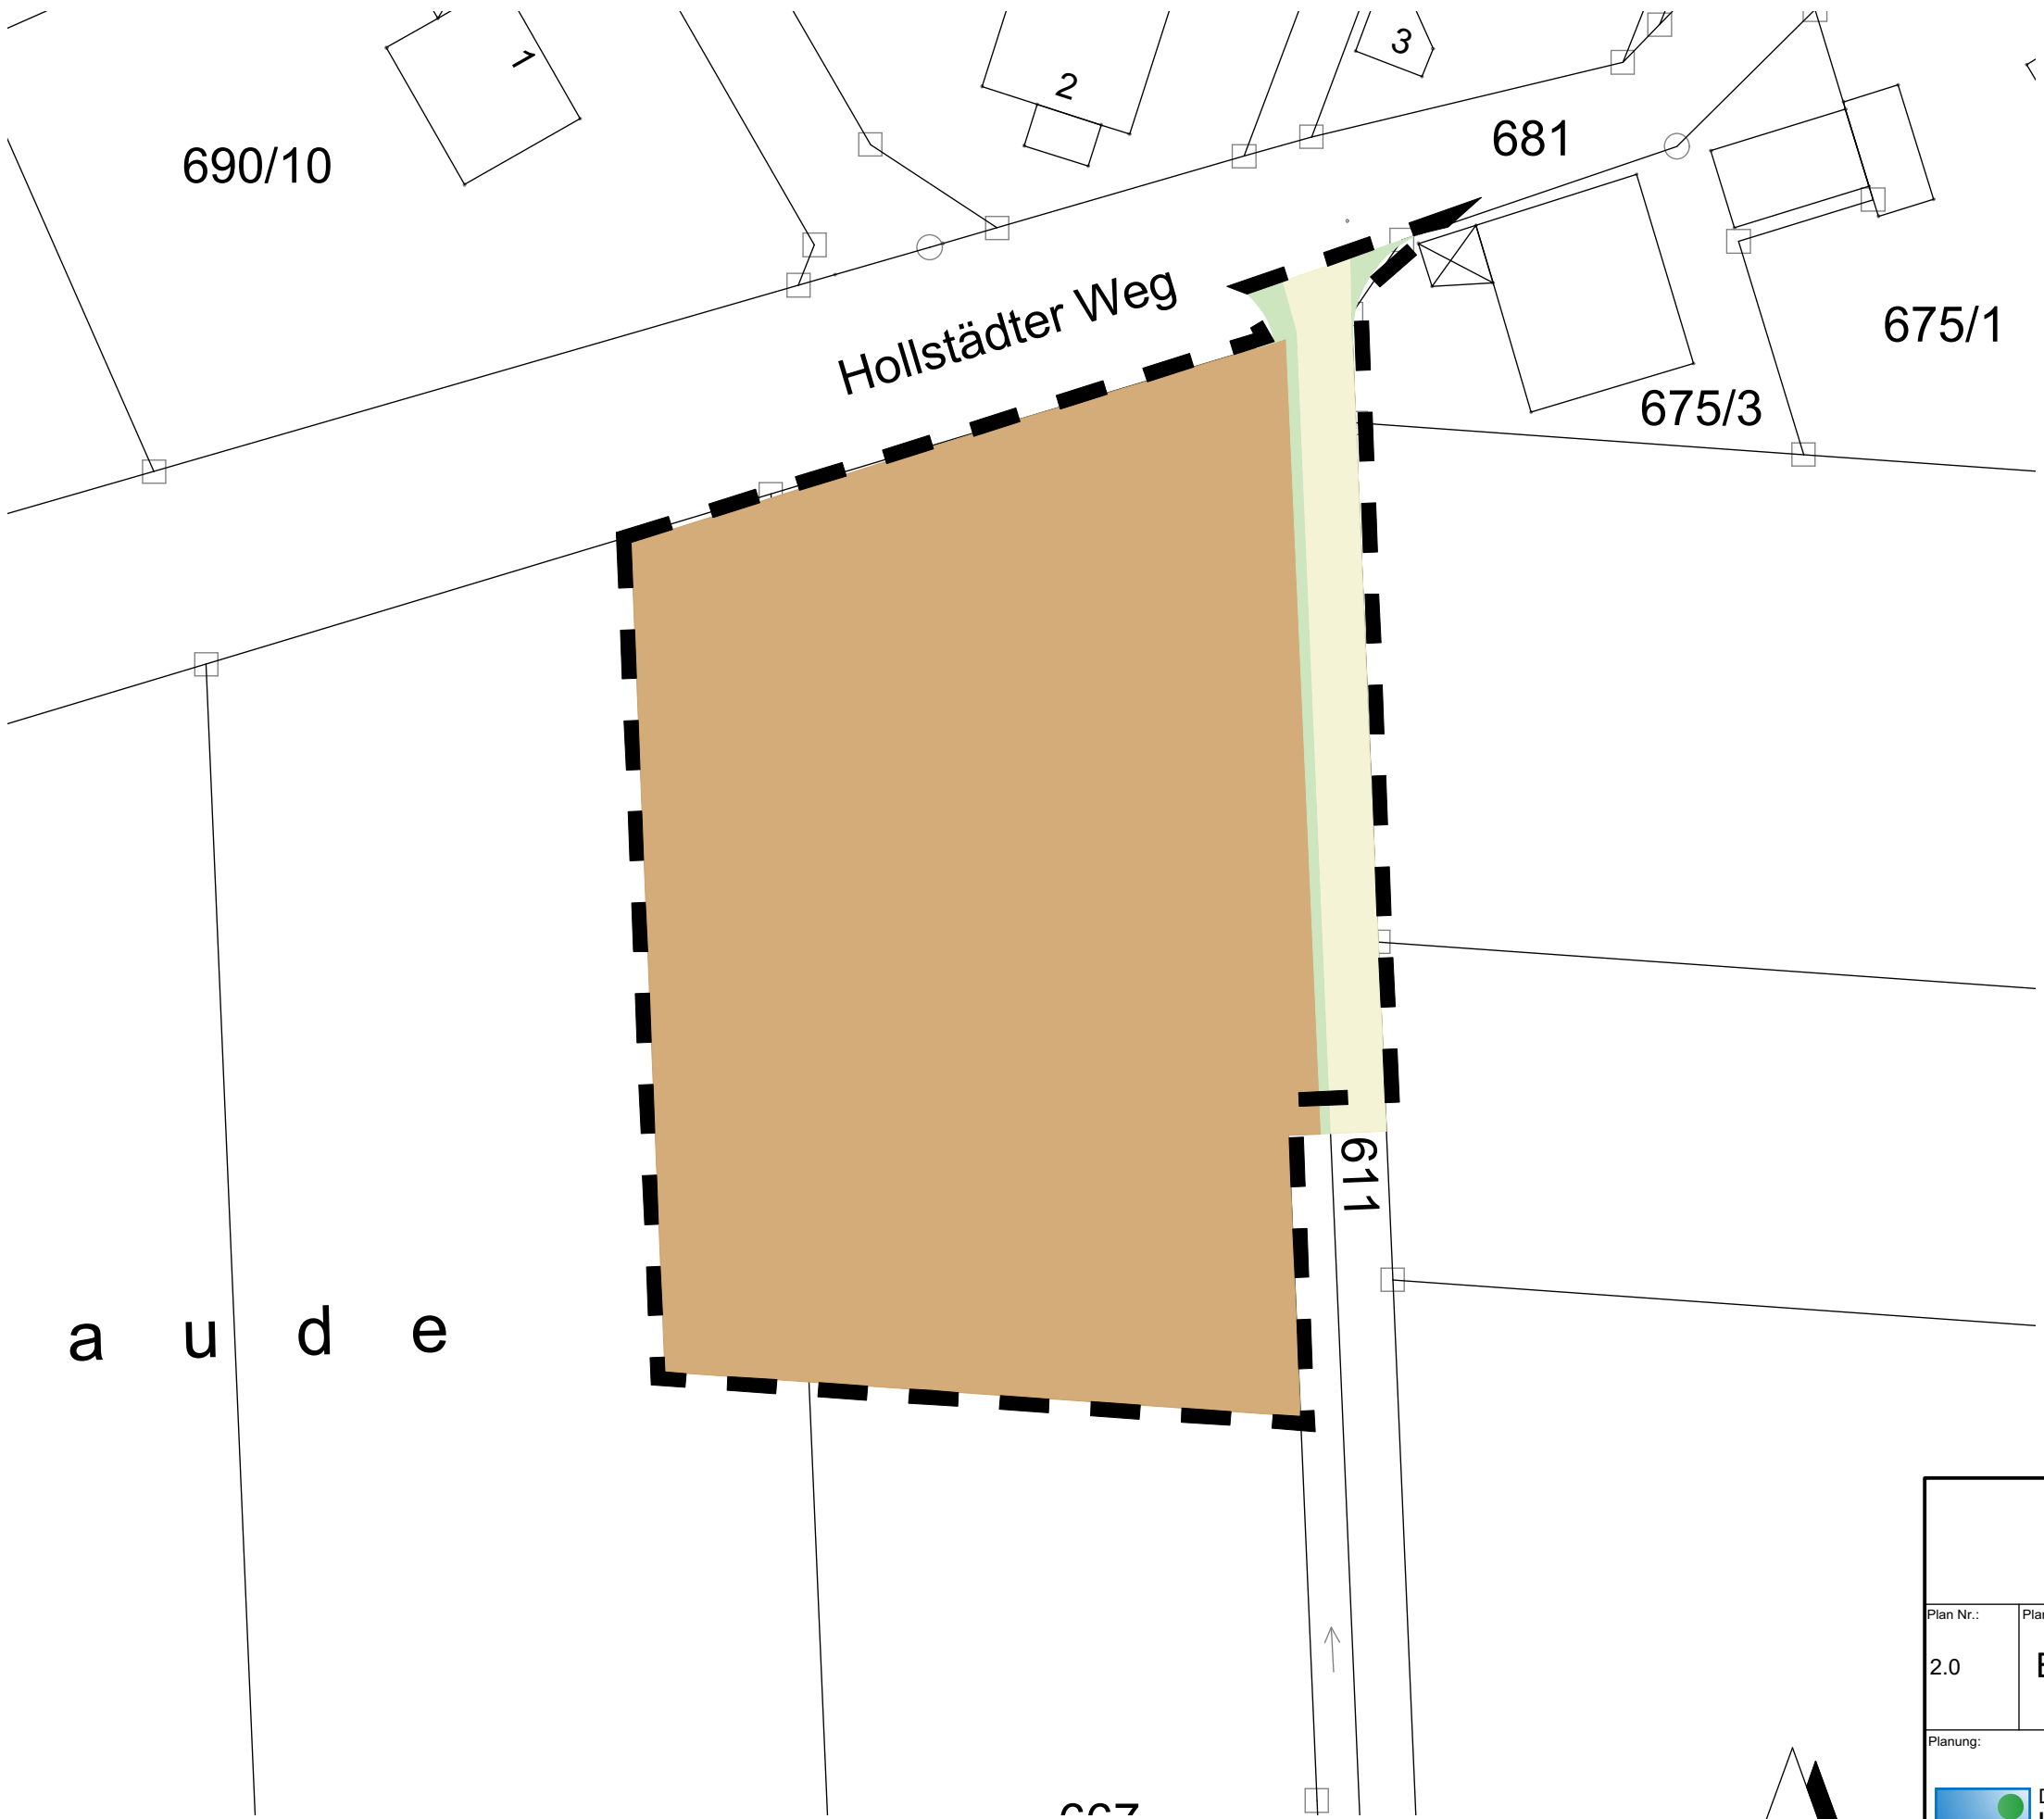 1
2
3
690/10
681
Hollstädter Weg
675/1
675/3
611
a u d e
Plan Nr.:
2.0
Planung: